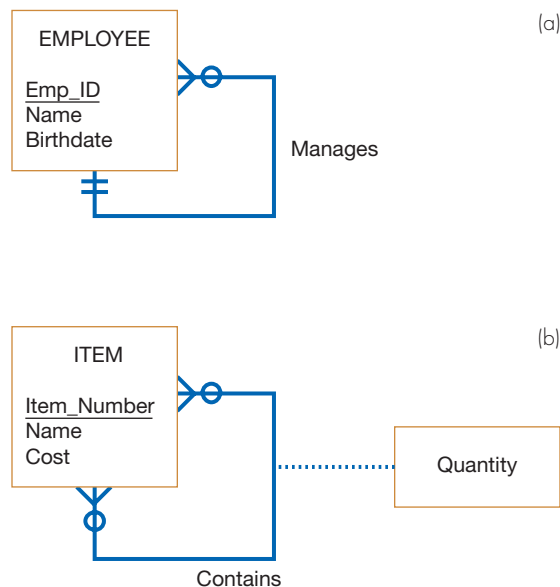 (a)
EMPLOYEE
Emp_ID
Name
Birthdate
Manages
(b)
ITEM
Item_Number
Name
Cost
Quantity
Contains